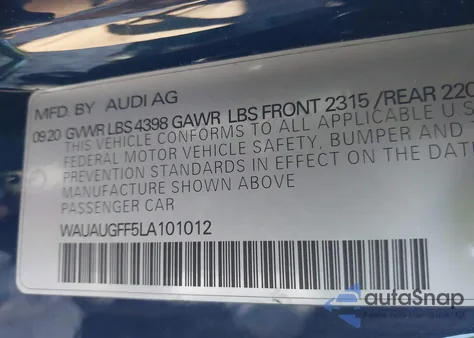 MFD. BY AUDI AG
09.20 GVWR LBS 4398 GAWR LBS FRONT 2315 /REAR 220
THIS VEHICLE CONFORMS TO ALL APPLICABLE U S
FEDERAL MOTOR VEHICLE SAFETY, BUMPER AND
PREVENTION STANDARDS IN EFFECT ON THE DATE
MANUFACTURE SHOWN ABOVE
PASSENGER CAR
WAUAUGFF5LA101012
autoSnap